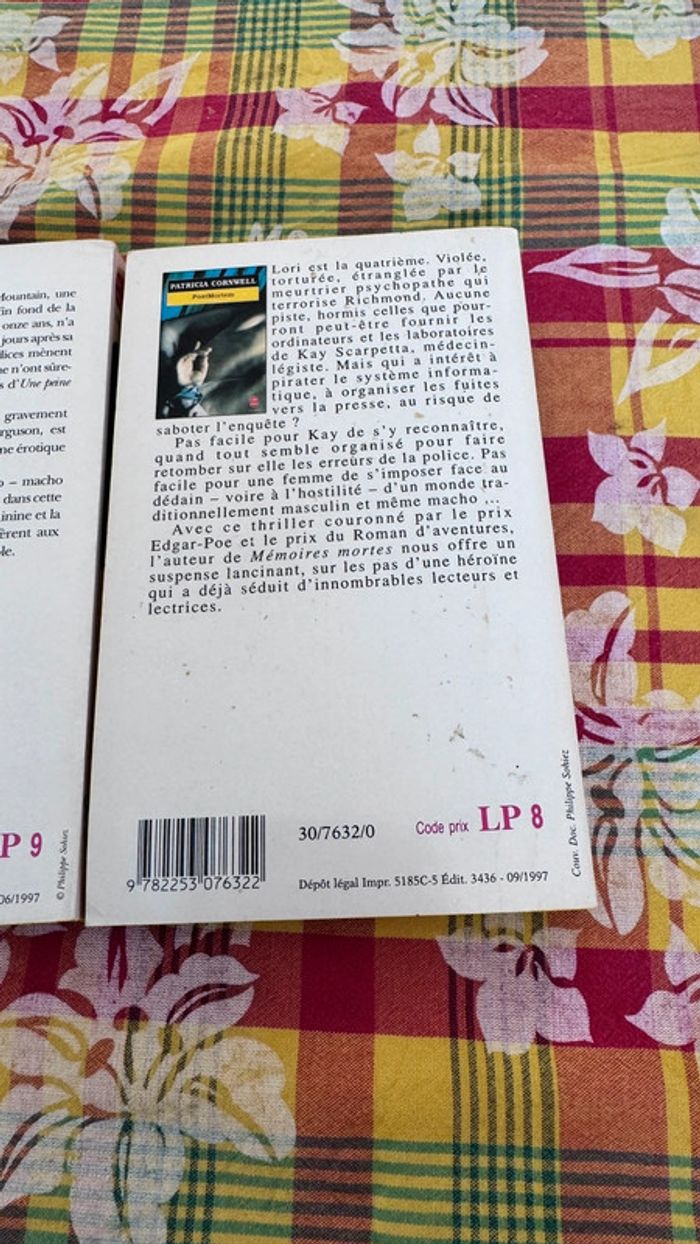 Mountain, une
fin fond de la
onze ans, n'a
jours après sa
lices mènent
ne n'ont sûre-
s d'Une peine
gravement
rguson, est
ne érotique
– macho
dans cette
inine et la
èrent aux
le.
P 9
© Philippe Sohiez
06/1997
PATRICIA CORNWELL
PostMortem
Lori est la quatrième. Violée,
torturée, étranglée par le
meurtrier psychopathe qui
terrorise Richmond. Aucune
piste, hormis celles que pour-
ront peut-être fournir les
ordinateurs et les laboratoires
de Kay Scarpetta, médecin-
légiste. Mais qui a intérêt à
pirater le système informa-
tique, à organiser les fuites
vers la presse, au risque de
saboter l'enquête ?
Pas facile pour Kay de s'y reconnaître,
quand tout semble organisé pour faire
retomber sur elle les erreurs de la police. Pas
facile pour une femme de s'imposer face au
dédain – voire à l'hostilité – d'un monde tra-
ditionnellement masculin et même macho ...
Avec ce thriller couronné par le prix
Edgar-Poe et le prix du Roman d'aventures,
l'auteur de Mémoires mortes nous offre un
suspense lancinant, sur les pas d'une héroïne
qui a déjà séduit d'innombrables lecteurs et
lectrices.
9 782253 076322
30/7632/0
Code prix LP 8
Dépôt légal Impr. 5185C-5 Édit. 3436 - 09/1997
Couv. Doc. Philippe Sohiez